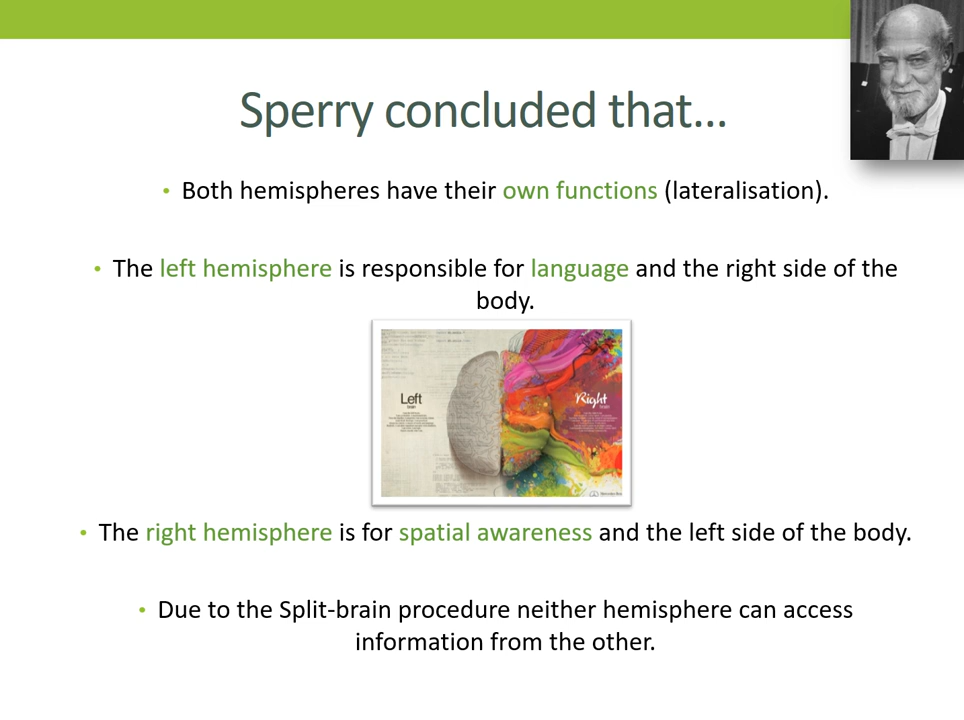 Sperry concluded that...
• Both hemispheres have their own functions (lateralisation).
• The left hemisphere is responsible for language and the right side of the
body.
Left
brain
Right
brain
• The right hemisphere is for spatial awareness and the left side of the body.
• Due to the Split-brain procedure neither hemisphere can access
information from the other.